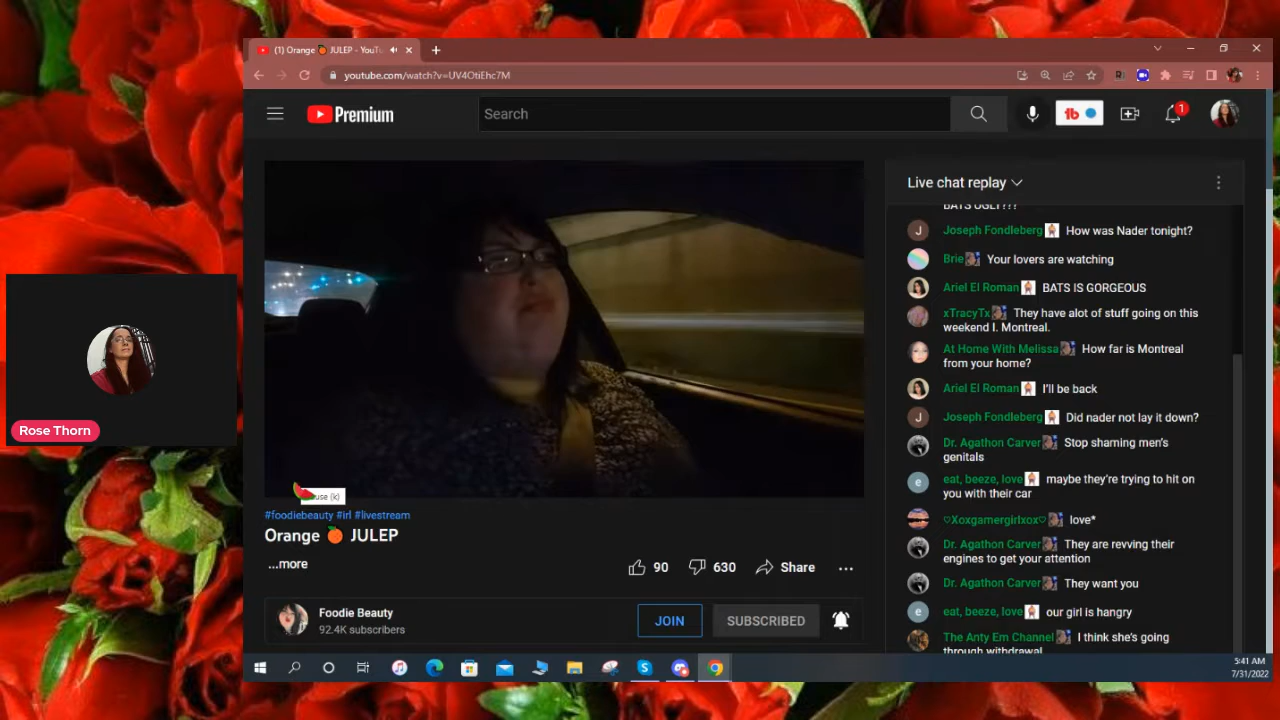 (1) Orange 🍊 JULEP - YouTu
youtube.com/watch?v=UV4OtiEhc7M
Premium
Search
1
Live chat replay
BATS UGLY???
Joseph Fondleberg How was Nader tonight?
Brie Your lovers are watching
Ariel El Roman BATS IS GORGEOUS
xTracyTx They have alot of stuff going on this
weekend I. Montreal.
At Home With Melissa How far is Montreal
from your home?
Ariel El Roman I'll be back
Joseph Fondleberg Did nader not lay it down?
Dr. Agathon Carver Stop shaming men's
genitals
eat, beeze, love maybe they're trying to hit on
you with their car
♡Xoxgamergirlxox♡ love*
Dr. Agathon Carver They are revving their
engines to get your attention
Dr. Agathon Carver They want you
eat, beeze, love our girl is hangry
The Anty Em Channel I think she's going
through withdrawal
Rose Thorn
(k)
#foodiebeauty #irl #livestream
Orange 🍊 JULEP
...more
90
630
Share
Foodie Beauty
92.4K subscribers
JOIN
SUBSCRIBED
5:41 AM
7/31/2022